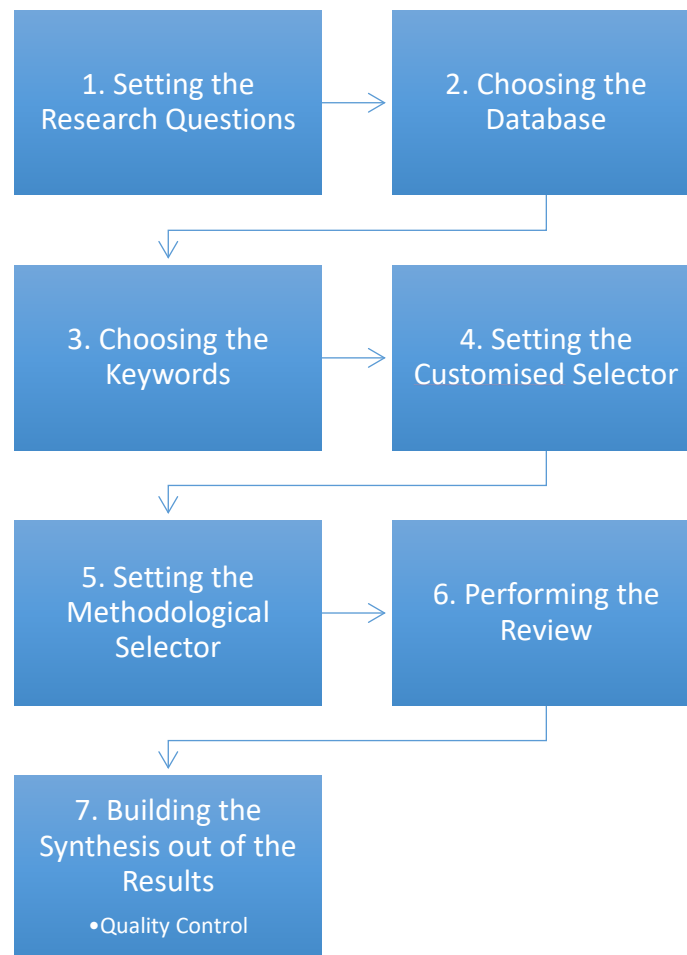 1. Setting the
Research Questions
2. Choosing the
Database
3. Choosing the
Keywords
4. Setting the
Customised Selector
5. Setting the
Methodological
Selector
6. Performing the
Review
7. Building the
Synthesis out of the
Results
•Quality Control